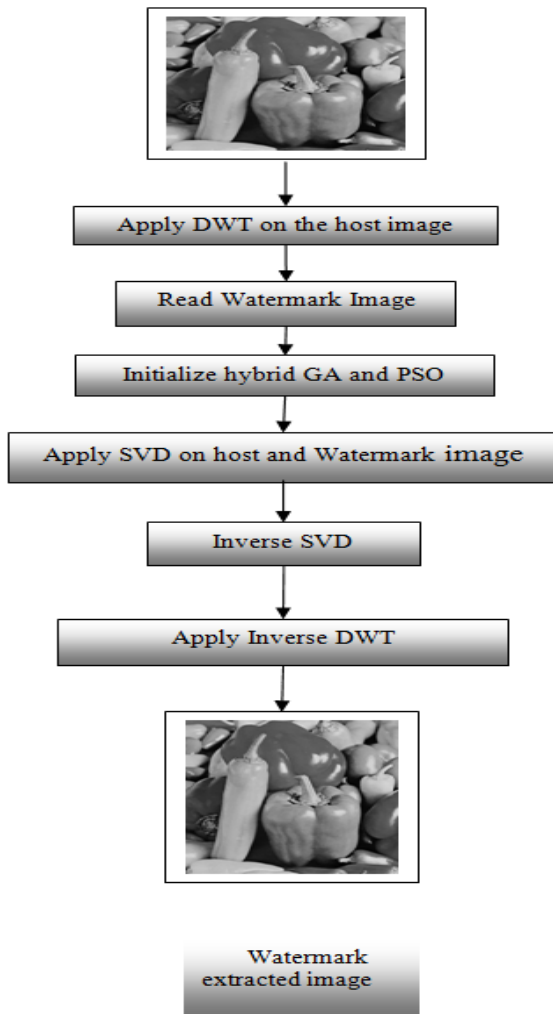 Apply DWT on the host image
Read Watermark Image
Initialize hybrid GA and PSO
Apply SVD on host and Watermark image
Inverse SVD
Apply Inverse DWT
Watermark
extracted image